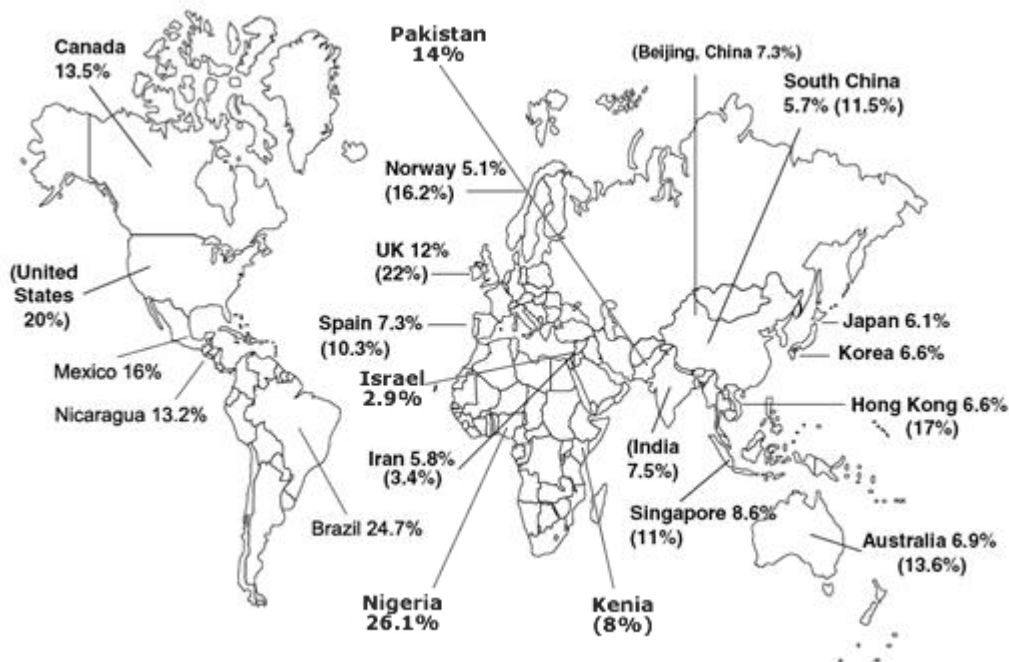 Canada
13.5%
Pakistan
14%
(Beijing, China 7.3%)
South China
5.7% (11.5%)
Norway 5.1%
(16.2%)
UK 12%
(22%)
(United
States
20%)
Spain 7.3%
(10.3%)
Japan 6.1%
Korea 6.6%
Mexico 16%
Israel
2.9%
Nicaragua 13.2%
Hong Kong 6.6%
(17%)
(India
7.5%)
Iran 5.8%
(3.4%)
Singapore 8.6%
(11%)
Brazil 24.7%
Australia 6.9%
(13.6%)
Nigeria
26.1%
Kenia
(8%)